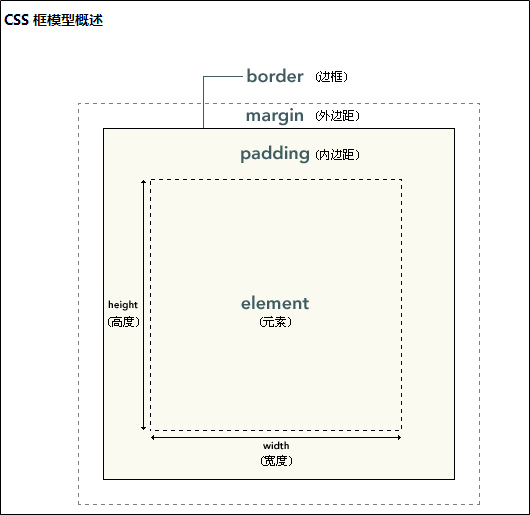 CSS 框模型概述
border (边框)
margin (外边距)
padding (内边距)
height
(高度)
element
(元素)
width
(宽度)